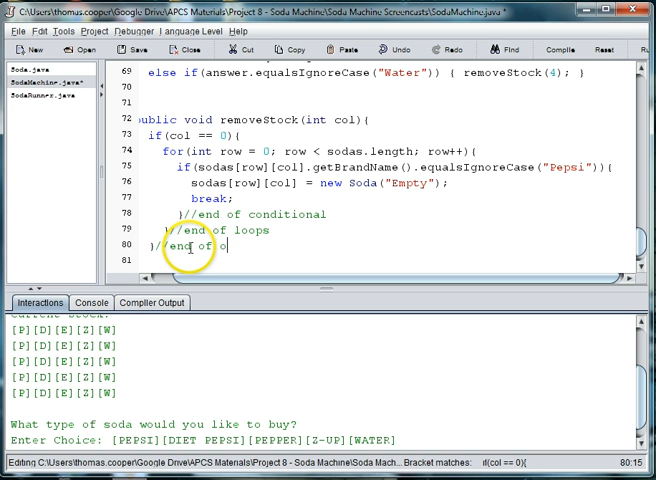 C:\Users\thomas.cooper\Google Drive\APCS Materials\Project 8 - Soda Machine\Soda Machine Screencasts\SodaMachine.java *
File Edit Tools Project Debugger Language Level Help
New Open Save Close Cut Copy Paste Undo Redo Find Compile Reset Ru
Soda.java
SodaMachine.java*
SodaRunner.java
69 else if(answer.equalsIgnoreCase("Water")) { removeStock(4); }
70
71
72 public void removeStock(int col){
73 if(col == 0){
74 for(int row = 0; row < sodas.length; row++){
75 if(sodas[row][col].getBrandName().equalsIgnoreCase("Pepsi")){
76 sodas[row][col] = new Soda("Empty");
77 break;
78 }//end of conditional
79 }//end of loops
80 }//end of o
81
Interactions Console Compiler Output
Current Stock:
[P][D][E][Z][W]
[P][D][E][Z][W]
[P][D][E][Z][W]
[P][D][E][Z][W]
[P][D][E][Z][W]
What type of soda would you like to buy?
Enter Choice: [PEPSI][DIET PEPSI][PEPPER][Z-UP][WATER]
Editing C:\Users\thomas.cooper\Google Drive\APCS Materials\Project 8 - Soda Machine\Soda Mach... Bracket matches: if(col == 0){ 80:15